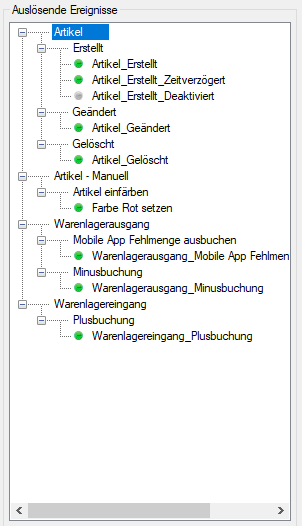 Auslösende Ereignisse
Artikel
Erstellt
Artikel_Erstellt
Artikel_Erstellt_Zeitverzögert
Artikel_Erstellt_Deaktiviert
Geändert
Artikel_Geändert
Gelöscht
Artikel_Gelöscht
Artikel - Manuell
Artikel einfärben
Farbe Rot setzen
Warenlagerausgang
Mobile App Fehlmenge ausbuchen
Warenlagerausgang_Mobile App Fehlmen
Minusbuchung
Warenlagerausgang_Minusbuchung
Warenlagereingang
Plusbuchung
Warenlagereingang_Plusbuchung